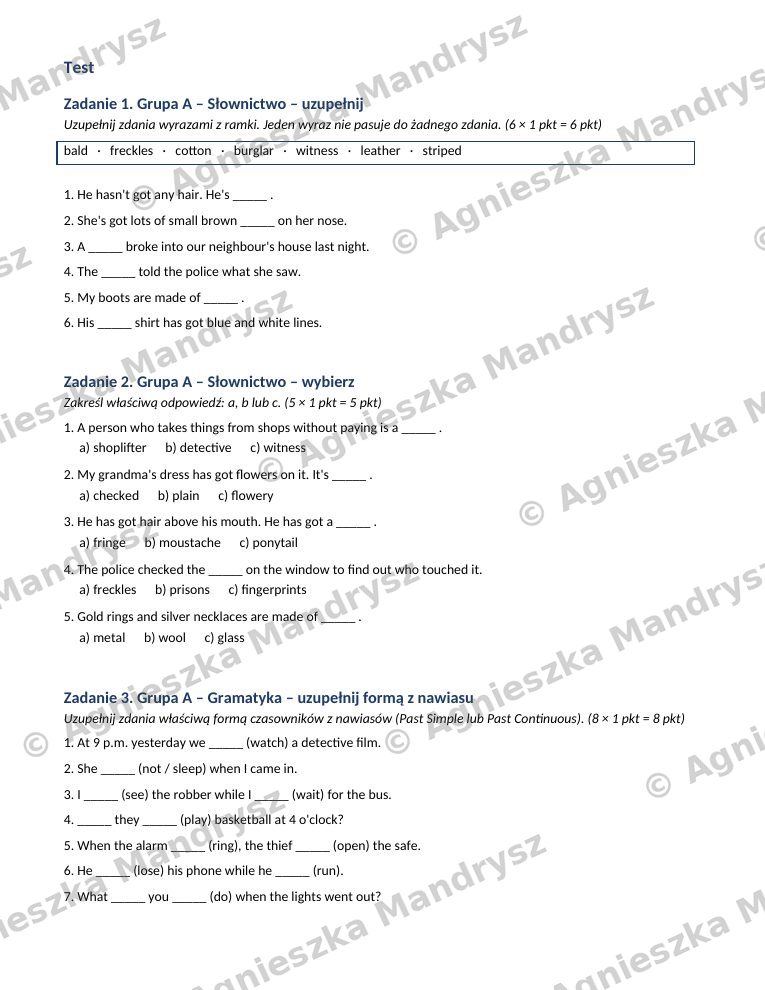 Test
Zadanie 1. Grupa A – Słownictwo – uzupełnij
Uzupełnij zdania wyrazami z ramki. Jeden wyraz nie pasuje do żadnego zdania. (6 × 1 pkt = 6 pkt)
bald · freckles · cotton · burglar · witness · leather · striped
1. He hasn't got any hair. He's _____ .
2. She's got lots of small brown _____ on her nose.
3. A _____ broke into our neighbour's house last night.
4. The _____ told the police what she saw.
5. My boots are made of _____ .
6. His _____ shirt has got blue and white lines.
Zadanie 2. Grupa A – Słownictwo – wybierz
Zakreśl właściwą odpowiedź: a, b lub c. (5 × 1 pkt = 5 pkt)
1. A person who takes things from shops without paying is a _____ .
a) shoplifter b) detective c) witness
2. My grandma's dress has got flowers on it. It's _____ .
a) checked b) plain c) flowery
3. He has got hair above his mouth. He has got a _____ .
a) fringe b) moustache c) ponytail
4. The police checked the _____ on the window to find out who touched it.
a) freckles b) prisons c) fingerprints
5. Gold rings and silver necklaces are made of _____ .
a) metal b) wool c) glass
Zadanie 3. Grupa A – Gramatyka – uzupełnij formą z nawiasu
Uzupełnij zdania właściwą formą czasowników z nawiasów (Past Simple lub Past Continuous). (8 × 1 pkt = 8 pkt)
1. At 9 p.m. yesterday we _____ (watch) a detective film.
2. She _____ (not / sleep) when I came in.
3. I _____ (see) the robber while I _____ (wait) for the bus.
4. _____ they _____ (play) basketball at 4 o'clock?
5. When the alarm _____ (ring), the thief _____ (open) the safe.
6. He _____ (lose) his phone while he _____ (run).
7. What _____ you _____ (do) when the lights went out?
© Agnieszka Mandrysz